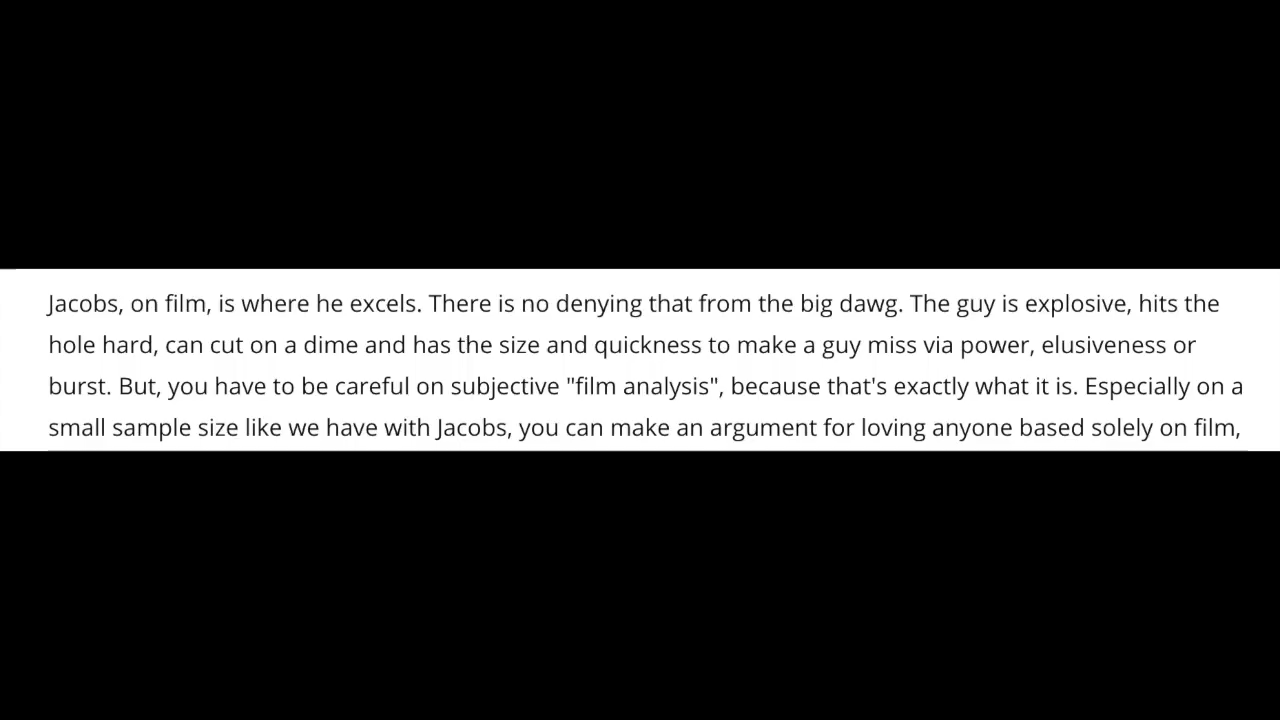 Jacobs, on film, is where he excels. There is no denying that from the big dawg. The guy is explosive, hits the
hole hard, can cut on a dime and has the size and quickness to make a guy miss via power, elusiveness or
burst. But, you have to be careful on subjective "film analysis", because that's exactly what it is. Especially on a
small sample size like we have with Jacobs, you can make an argument for loving anyone based solely on film,